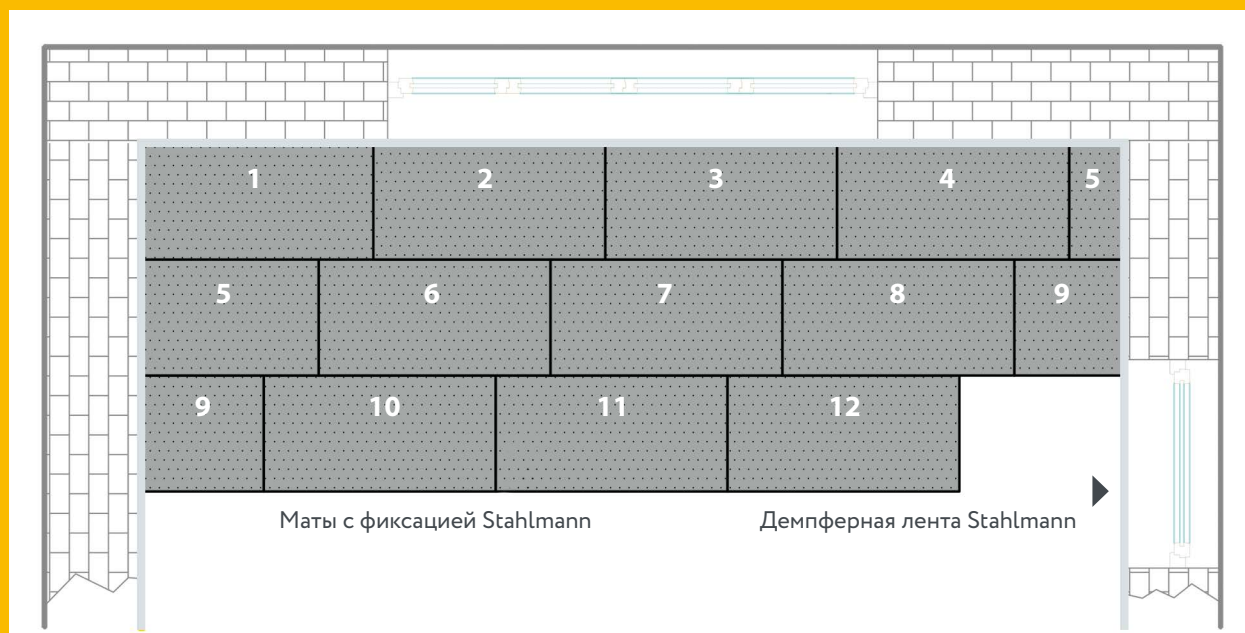 1 2 3 4 5
5 6 7 8 9
9 10 11 12
Маты с фиксацией Stahlmann
Демпферная лента Stahlmann